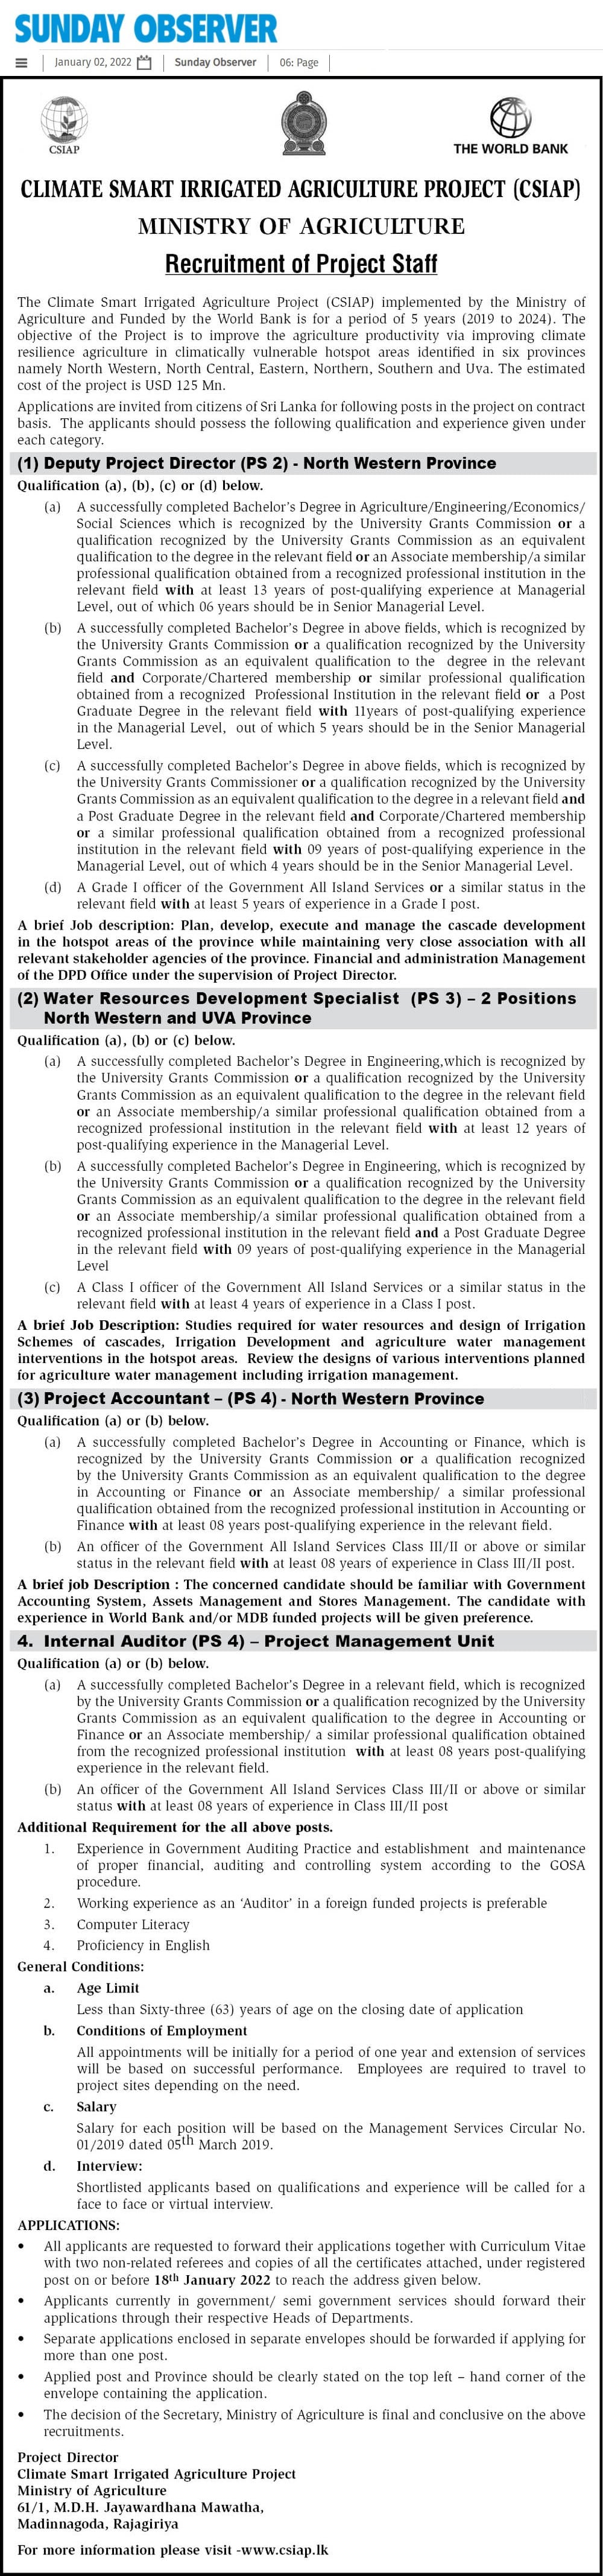 SUNDAY OBSERVER
January 02, 2022 Sunday Observer 06: Page
CSIAP
THE WORLD BANK
CLIMATE SMART IRRIGATED AGRICULTURE PROJECT (CSIAP)
MINISTRY OF AGRICULTURE
Recruitment of Project Staff
The Climate Smart Irrigated Agriculture Project (CSIAP) implemented by the Ministry of
Agriculture and Funded by the World Bank is for a period of 5 years (2019 to 2024). The
objective of the Project is to improve the agriculture productivity via improving climate
resilience agriculture in climatically vulnerable hotspot areas identified in six provinces
namely North Western, North Central, Eastern, Northern, Southern and Uva. The estimated
cost of the project is USD 125 Mn.
Applications are invited from citizens of Sri Lanka for following posts in the project on contract
basis. The applicants should possess the following qualification and experience given under
each category.
(1) Deputy Project Director (PS 2) - North Western Province
Qualification (a), (b), (c) or (d) below.
(a) A successfully completed Bachelor's Degree in Agriculture/Engineering/Economics/
Social Sciences which is recognized by the University Grants Commission or a
qualification recognized by the University Grants Commission as an equivalent
qualification to the degree in the relevant field or an Associate membership/a similar
professional qualification obtained from a recognized professional institution in the
relevant field with at least 13 years of post-qualifying experience at Managerial
Level, out of which 06 years should be in Senior Managerial Level.
(b) A successfully completed Bachelor's Degree in above fields, which is recognized by
the University Grants Commission or a qualification recognized by the University
Grants Commission as an equivalent qualification to the degree in the relevant
field and Corporate/Chartered membership or similar professional qualification
obtained from a recognized Professional Institution in the relevant field or a Post
Graduate Degree in the relevant field with 11years of post-qualifying experience
in the Managerial Level, out of which 5 years should be in the Senior Managerial
Level.
(c) A successfully completed Bachelor's Degree in above fields, which is recognized by
the University Grants Commissioner or a qualification recognized by the University
Grants Commission as an equivalent qualification to the degree in a relevant field and
a Post Graduate Degree in the relevant field and Corporate/Chartered membership
or a similar professional qualification obtained from a recognized professional
institution in the relevant field with 09 years of post-qualifying experience in the
Managerial Level, out of which 4 years should be in the Senior Managerial Level.
(d) A Grade I officer of the Government All Island Services or a similar status in the
relevant field with at least 5 years of experience in a Grade I post.
A brief Job description: Plan, develop, execute and manage the cascade development
in the hotspot areas of the province while maintaining very close association with all
relevant stakeholder agencies of the province. Financial and administration Management
of the DPD Office under the supervision of Project Director.
(2) Water Resources Development Specialist (PS 3) – 2 Positions
North Western and UVA Province
Qualification (a), (b) or (c) below.
(a) A successfully completed Bachelor's Degree in Engineering,which is recognized by
the University Grants Commission or a qualification recognized by the University
Grants Commission as an equivalent qualification to the degree in the relevant field
or an Associate membership/a similar professional qualification obtained from a
recognized professional institution in the relevant field with at least 12 years of
post-qualifying experience in the Managerial Level.
(b) A successfully completed Bachelor's Degree in Engineering, which is recognized by
the University Grants Commission or a qualification recognized by the University
Grants Commission as an equivalent qualification to the degree in the relevant field
or an Associate membership/a similar professional qualification obtained from a
recognized professional institution in the relevant field and a Post Graduate Degree
in the relevant field with 09 years of post-qualifying experience in the Managerial
Level
(c) A Class I officer of the Government All Island Services or a similar status in the
relevant field with at least 4 years of experience in a Class I post.
A brief Job Description: Studies required for water resources and design of Irrigation
Schemes of cascades, Irrigation Development and agriculture water management
interventions in the hotspot areas. Review the designs of various interventions planned
for agriculture water management including irrigation management.
(3) Project Accountant – (PS 4) - North Western Province
Qualification (a) or (b) below.
(a) A successfully completed Bachelor's Degree in Accounting or Finance, which is
recognized by the University Grants Commission or a qualification recognized
by the University Grants Commission as an equivalent qualification to the degree
in Accounting or Finance or an Associate membership/ a similar professional
qualification obtained from the recognized professional institution in Accounting or
Finance with at least 08 years post-qualifying experience in the relevant field.
(b) An officer of the Government All Island Services Class III/II or above or similar
status in the relevant field with at least 08 years of experience in Class III/II post.
A brief job Description : The concerned candidate should be familiar with Government
Accounting System, Assets Management and Stores Management. The candidate with
experience in World Bank and/or MDB funded projects will be given preference.
4. Internal Auditor (PS 4) – Project Management Unit
Qualification (a) or (b) below.
(a) A successfully completed Bachelor's Degree in a relevant field, which is recognized
by the University Grants Commission or a qualification recognized by the University
Grants Commission as an equivalent qualification to the degree in Accounting or
Finance or an Associate membership/ a similar professional qualification obtained
from the recognized professional institution with at least 08 years post-qualifying
experience in the relevant field.
(b) An officer of the Government All Island Services Class III/II or above or similar
status with at least 08 years of experience in Class III/II post
Additional Requirement for the all above posts.
1. Experience in Government Auditing Practice and establishment and maintenance
of proper financial, auditing and controlling system according to the GOSA
procedure.
2. Working experience as an 'Auditor' in a foreign funded projects is preferable
3. Computer Literacy
4. Proficiency in English
General Conditions:
a. Age Limit
Less than Sixty-three (63) years of age on the closing date of application
b. Conditions of Employment
All appointments will be initially for a period of one year and extension of services
will be based on successful performance. Employees are required to travel to
project sites depending on the need.
c. Salary
Salary for each position will be based on the Management Services Circular No.
01/2019 dated 05th March 2019.
d. Interview:
Shortlisted applicants based on qualifications and experience will be called for a
face to face or virtual interview.
APPLICATIONS:
• All applicants are requested to forward their applications together with Curriculum Vitae
with two non-related referees and copies of all the certificates attached, under registered
post on or before 18th January 2022 to reach the address given below.
• Applicants currently in government/ semi government services should forward their
applications through their respective Heads of Departments.
• Separate applications enclosed in separate envelopes should be forwarded if applying for
more than one post.
• Applied post and Province should be clearly stated on the top left – hand corner of the
envelope containing the application.
• The decision of the Secretary, Ministry of Agriculture is final and conclusive on the above
recruitments.
Project Director
Climate Smart Irrigated Agriculture Project
Ministry of Agriculture
61/1, M.D.H. Jayawardhana Mawatha,
Madinnagoda, Rajagiriya
For more information please visit -www.csiap.lk